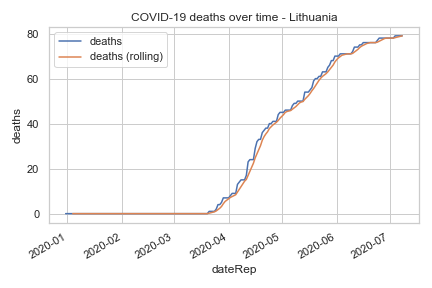 COVID-19 deaths over time - Lithuania
deaths
deaths (rolling)
80
60
40
20
0
deaths
2020-01
2020-02
2020-03
2020-04
2020-05
2020-06
2020-07
dateRep